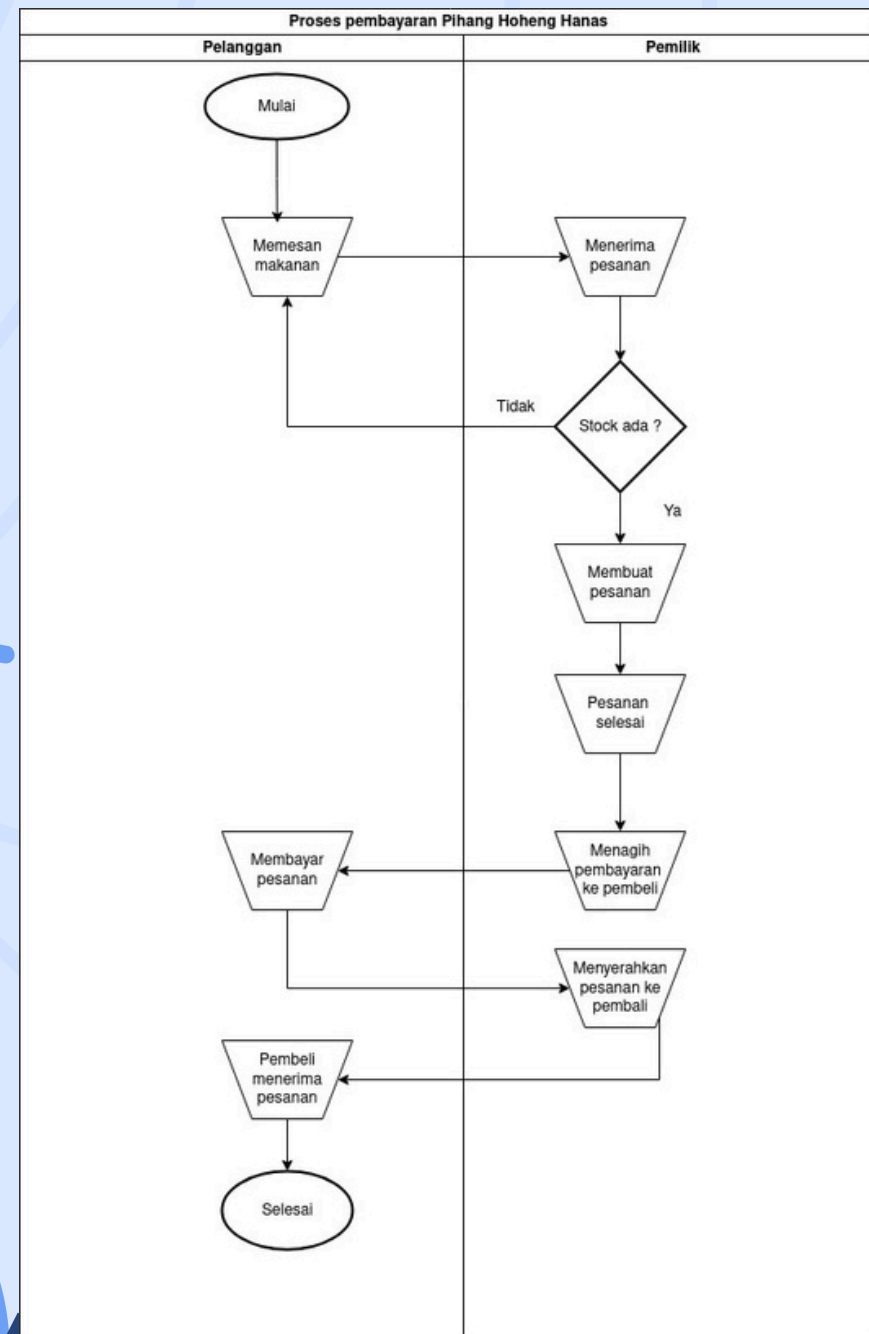 Proses pembayaran Pihang Hoheng Hanas
Pelanggan
Pemilik
Mulai
Memesan
makanan
Menerima
pesanan
Tidak
Stock ada ?
Ya
Membuat
pesanan
Pesanan
selesai
Menagih
pembayaran
ke pembeli
Membayar
pesanan
Menyerahkan
pesanan ke
pembali
Pembeli
menerima
pesanan
Selesai